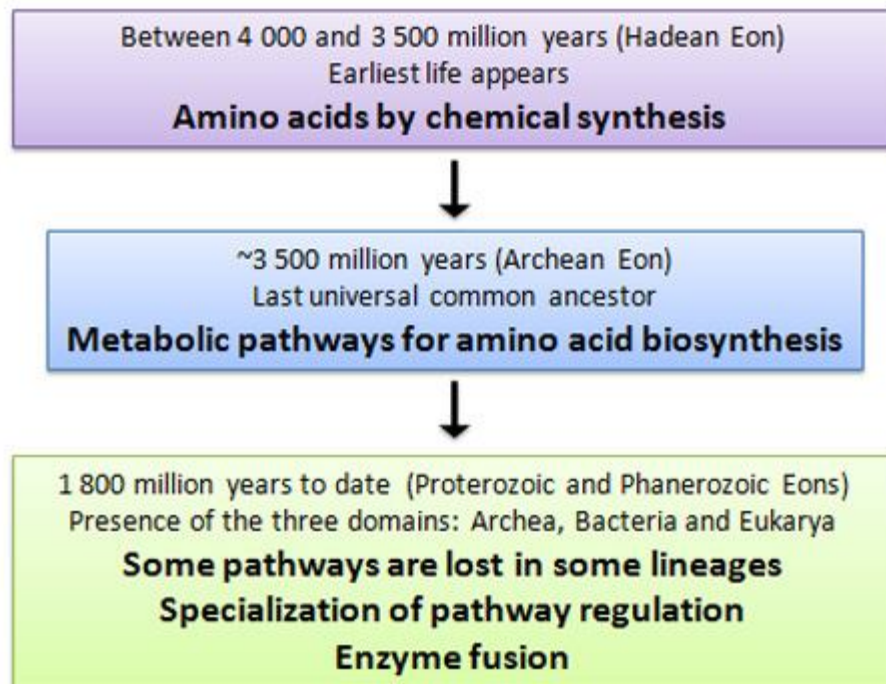 Between 4 000 and 3 500 million years (Hadean Eon)
Earliest life appears
Amino acids by chemical synthesis
~3 500 million years (Archean Eon)
Last universal common ancestor
Metabolic pathways for amino acid biosynthesis
1 800 million years to date (Proterozoic and Phanerozoic Eons)
Presence of the three domains: Archea, Bacteria and Eukarya
Some pathways are lost in some lineages
Specialization of pathway regulation
Enzyme fusion